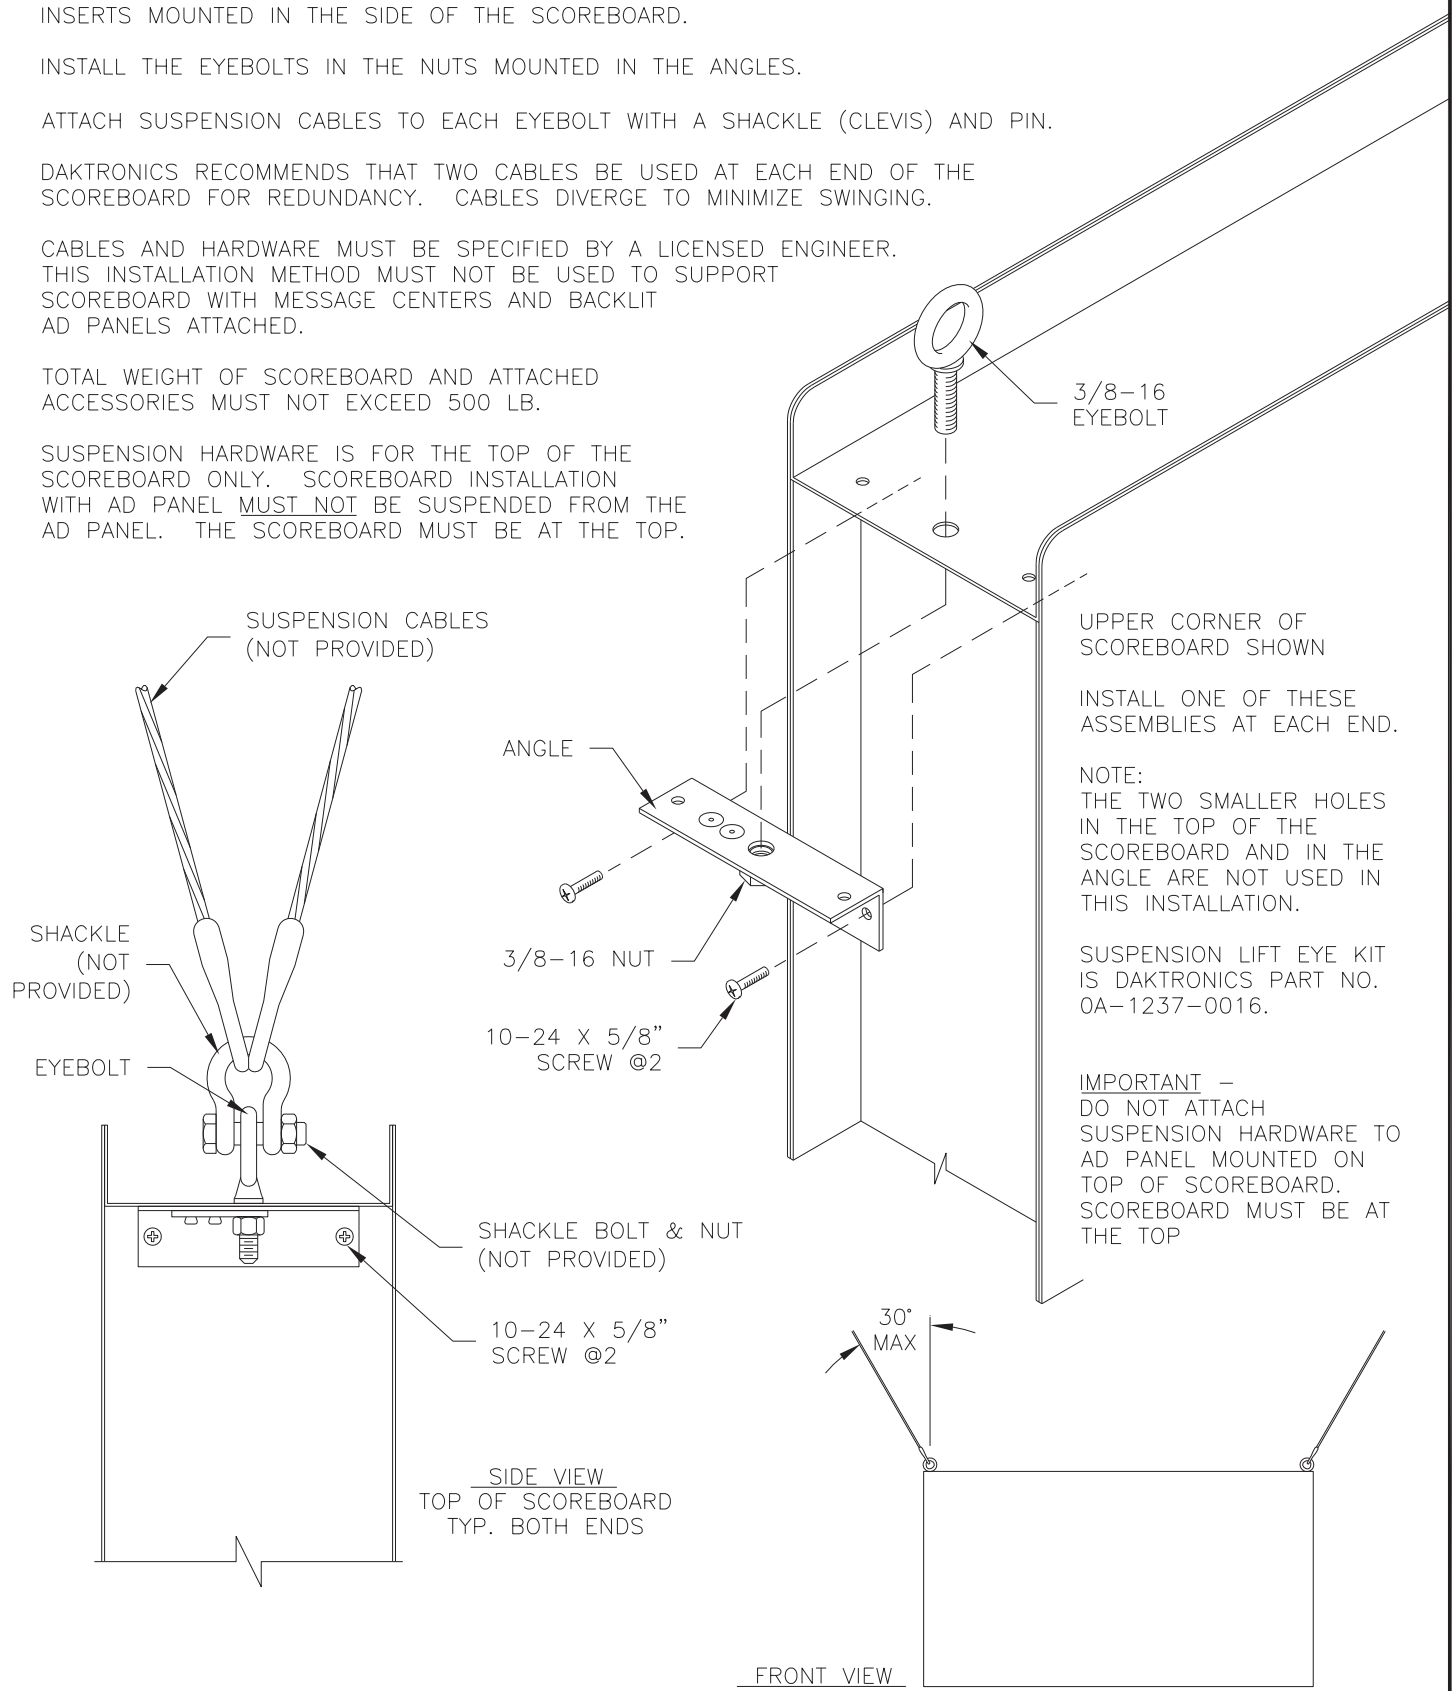 INSERTS MOUNTED IN THE SIDE OF THE SCOREBOARD.
INSTALL THE EYEBOLTS IN THE NUTS MOUNTED IN THE ANGLES.
ATTACH SUSPENSION CABLES TO EACH EYEBOLT WITH A SHACKLE (CLEVIS) AND PIN.
DAKTRONICS RECOMMENDS THAT TWO CABLES BE USED AT EACH END OF THE
SCOREBOARD FOR REDUNDANCY. CABLES DIVERGE TO MINIMIZE SWINGING.
CABLES AND HARDWARE MUST BE SPECIFIED BY A LICENSED ENGINEER.
THIS INSTALLATION METHOD MUST NOT BE USED TO SUPPORT
SCOREBOARD WITH MESSAGE CENTERS AND BACKLIT
AD PANELS ATTACHED.
TOTAL WEIGHT OF SCOREBOARD AND ATTACHED
ACCESSORIES MUST NOT EXCEED 500 LB.
SUSPENSION HARDWARE IS FOR THE TOP OF THE
SCOREBOARD ONLY. SCOREBOARD INSTALLATION
WITH AD PANEL MUST NOT BE SUSPENDED FROM THE
AD PANEL. THE SCOREBOARD MUST BE AT THE TOP.
3/8-16
EYEBOLT
SUSPENSION CABLES
(NOT PROVIDED)
ANGLE
3/8-16 NUT
10-24 X 5/8"
SCREW @2
UPPER CORNER OF
SCOREBOARD SHOWN
INSTALL ONE OF THESE
ASSEMBLIES AT EACH END.
NOTE:
THE TWO SMALLER HOLES
IN THE TOP OF THE
SCOREBOARD AND IN THE
ANGLE ARE NOT USED IN
THIS INSTALLATION.
SUSPENSION LIFT EYE KIT
IS DAKTRONICS PART NO.
0A-1237-0016.
IMPORTANT -
DO NOT ATTACH
SUSPENSION HARDWARE TO
AD PANEL MOUNTED ON
TOP OF SCOREBOARD.
SCOREBOARD MUST BE AT
THE TOP
SHACKLE
(NOT
PROVIDED)
EYEBOLT
SHACKLE BOLT & NUT
(NOT PROVIDED)
10-24 X 5/8"
SCREW @2
SIDE VIEW
TOP OF SCOREBOARD
TYP. BOTH ENDS
30°
MAX
FRONT VIEW